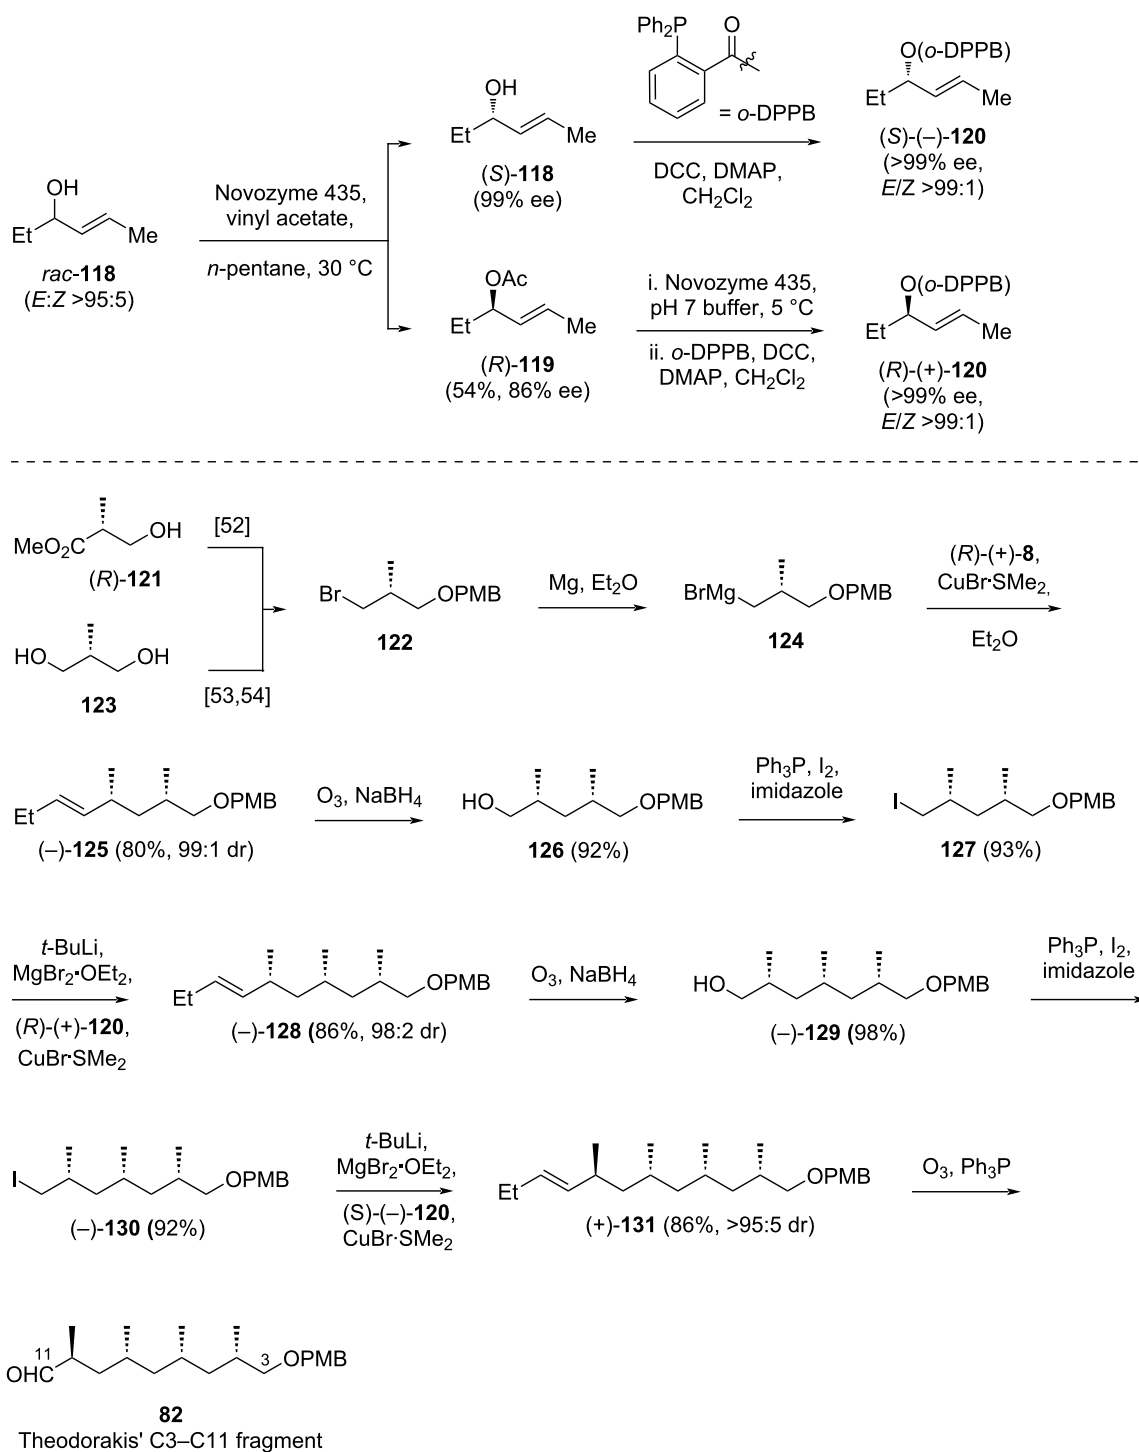 Ph2P
O
OH
Et
Me
(S)-118
(99% ee)
= o-DPPB
DCC, DMAP,
CH2Cl2
O(o-DPPB)
Et
Me
(S)-(–)-120
(>99% ee,
E/Z >99:1)
OH
Et
Me
rac-118
(E:Z >95:5)
Novozyme 435,
vinyl acetate,
n-pentane, 30 °C
OAc
Et
Me
(R)-119
(54%, 86% ee)
i. Novozyme 435,
pH 7 buffer, 5 °C
ii. o-DPPB, DCC,
DMAP, CH2Cl2
O(o-DPPB)
Et
Me
(R)-(+)-120
(>99% ee,
E/Z >99:1)
MeO2C
OH
(R)-121
[52]
HO
OH
123
[53,54]
Br
OPMB
122
Mg, Et2O
BrMg
OPMB
124
(R)-(+)-8,
CuBr·SMe2,
Et2O
Et
OPMB
(–)-125 (80%, 99:1 dr)
O3, NaBH4
HO
OPMB
126 (92%)
Ph3P, I2,
imidazole
I
OPMB
127 (93%)
t-BuLi,
MgBr2·OEt2,
(R)-(+)-120,
CuBr·SMe2
Et
OPMB
(–)-128 (86%, 98:2 dr)
O3, NaBH4
HO
OPMB
(–)-129 (98%)
Ph3P, I2,
imidazole
I
OPMB
(–)-130 (92%)
t-BuLi,
MgBr2·OEt2,
(S)-(–)-120,
CuBr·SMe2
Et
OPMB
(+)-131 (86%, >95:5 dr)
O3, Ph3P
11
OHC
3
OPMB
82
Theodorakis' C3–C11 fragment